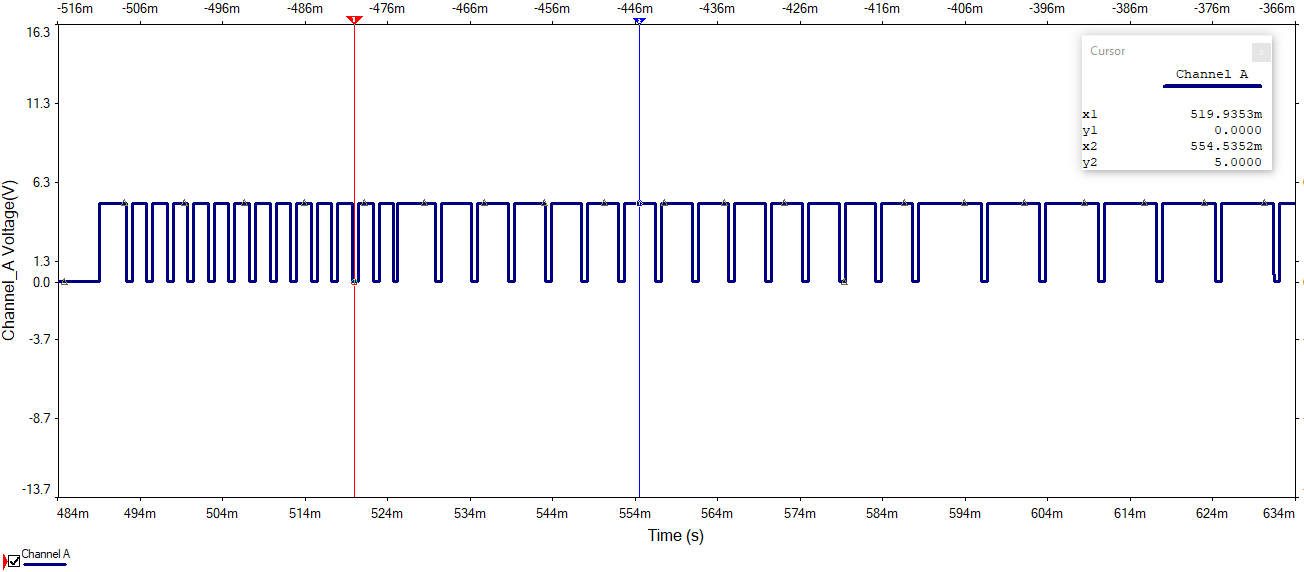 -516m -506m -496m -486m -476m -466m -456m -446m -436m -426m -416m -406m -396m -386m -376m -366m
1
2
16.3
11.3
6.3
1.3
0.0
-3.7
-8.7
-13.7
Channel_A Voltage(V)
Cursor
x
Channel A
x1 519.9353m
y1 0.0000
x2 554.5352m
y2 5.0000
484m 494m 504m 514m 524m 534m 544m 554m 564m 574m 584m 594m 604m 614m 624m 634m
Time (s)
Channel A